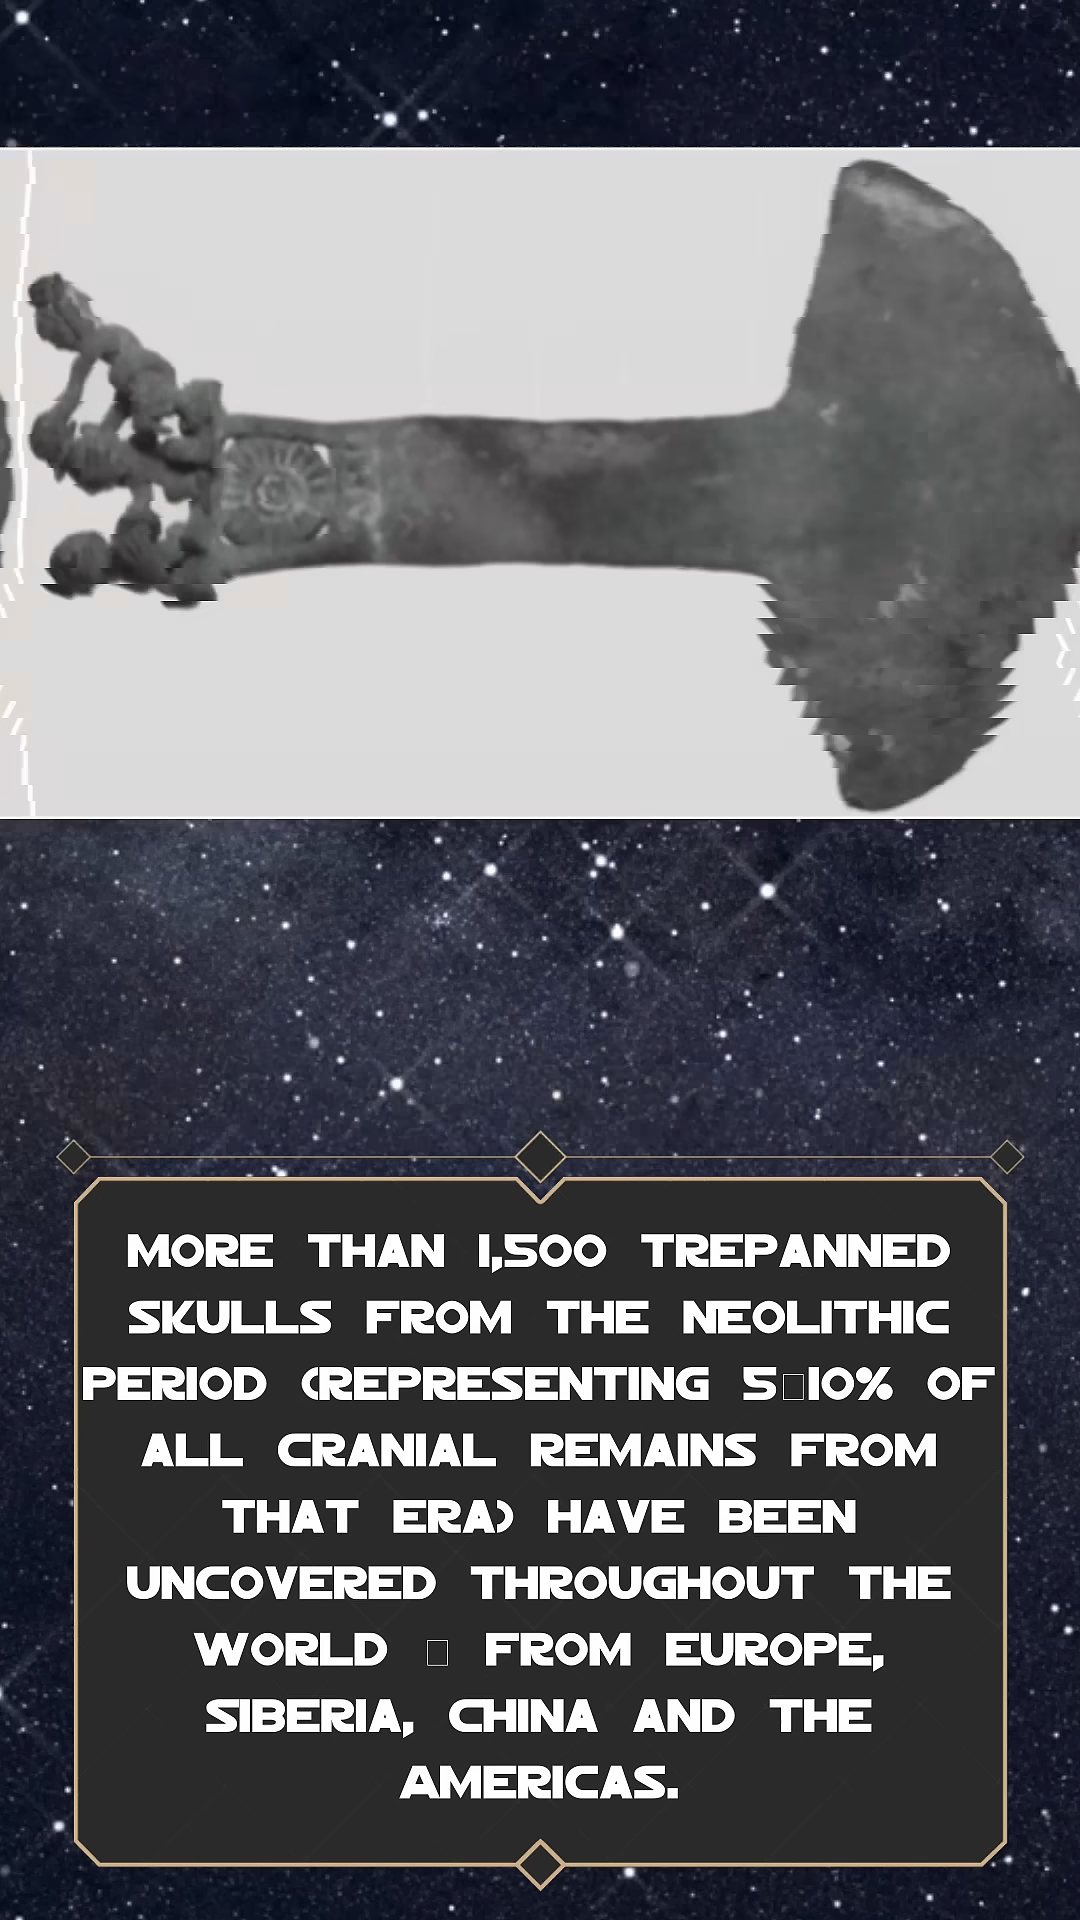 MORE THAN 1,500 TREPANNED
SKULLS FROM THE NEOLITHIC
PERIOD (REPRESENTING 5□10% OF
ALL CRANIAL REMAINS FROM
THAT ERA) HAVE BEEN
UNCOVERED THROUGHOUT THE
WORLD □ FROM EUROPE,
SIBERIA, CHINA AND THE
AMERICAS.